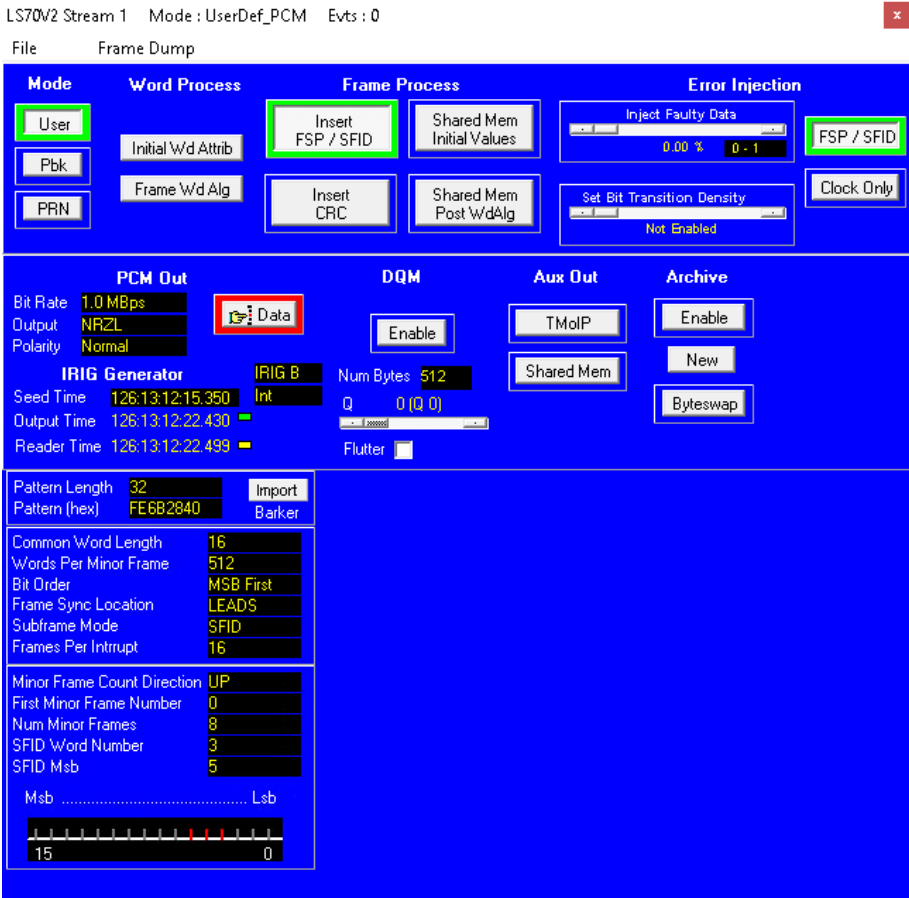 LS70V2 Stream 1 Mode : UserDef_PCM Evts : 0 x
File Frame Dump
Mode Word Process Frame Process Error Injection
User
Pbk
PRN
Initial Wd Attrib
Frame Wd Alg
Insert
FSP / SFID
Shared Mem
Initial Values
Insert
CRC
Shared Mem
Post WdAlg
Inject Faulty Data
0.00 % 0 - 1
FSP / SFID
Set Bit Transition Density
Not Enabled
Clock Only
PCM Out
Bit Rate 1.0 MBps
Output NRZL
Polarity Normal
Data
IRIG Generator IRIG B
Seed Time 126:13:12:15.350 Int
Output Time 126:13:12:22.430
Reader Time 126:13:12:22.499
DQM
Enable
Num Bytes 512
Q 0 (Q 0)
Flutter
Aux Out
TMoIP
Shared Mem
Archive
Enable
New
Byteswap
Pattern Length 32 Import
Pattern (hex) FE6B2840 Barker
Common Word Length 16
Words Per Minor Frame 512
Bit Order MSB First
Frame Sync Location LEADS
Subframe Mode SFID
Frames Per Intrrupt 16
Minor Frame Count Direction UP
First Minor Frame Number 0
Num Minor Frames 8
SFID Word Number 3
SFID Msb 5
Msb ............................................. Lsb
15 0